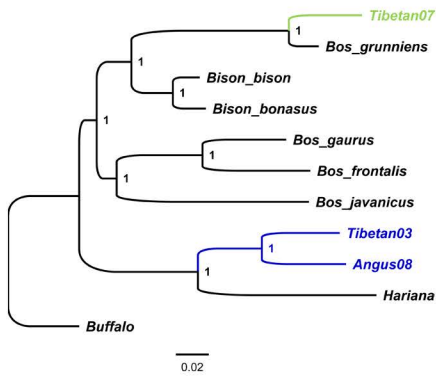 Tibetan07
1
Bos_grunniens
1
Bison_bison
1
Bison_bonasus
1
Bos_gaurus
1
Bos_frontalis
1
Bos_javanicus
Tibetan03
1
Angus08
1
Hariana
Buffalo
0.02